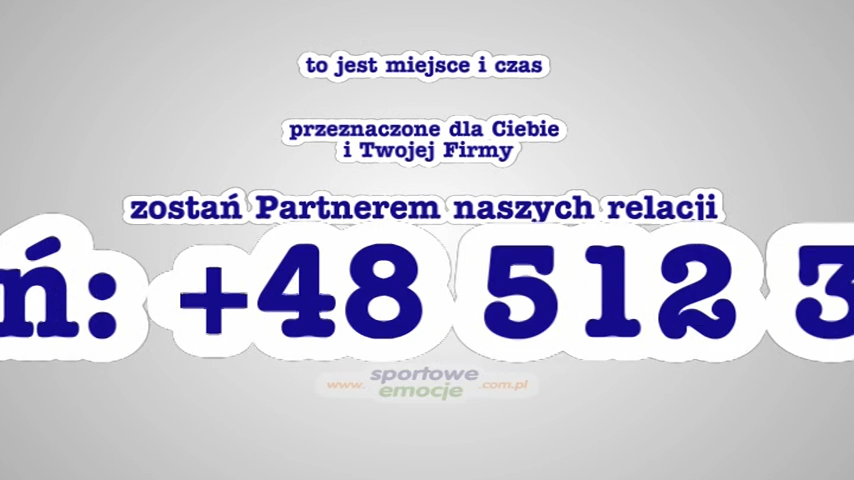 to jest miejsce i czas
przeznaczone dla Ciebie
i Twojej Firmy
zostań Partnerem naszych relacji
ń: +48 512 3
www.sportowe emocje.com.pl